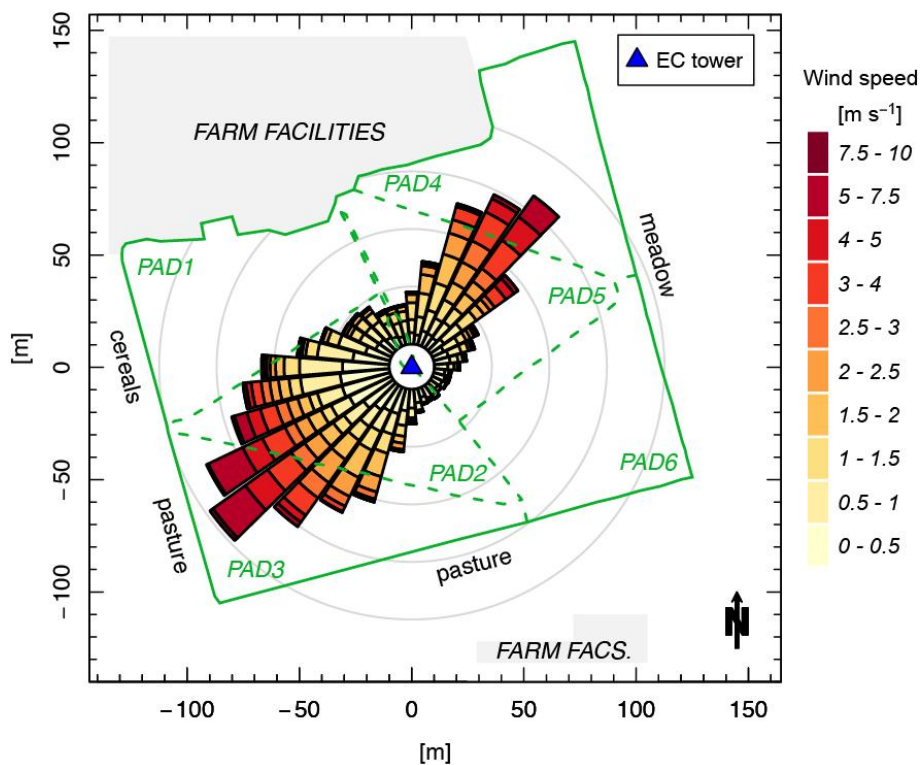 EC tower
Wind speed
[m s⁻¹]
7.5 - 10
5 - 7.5
4 - 5
3 - 4
2.5 - 3
2 - 2.5
1.5 - 2
1 - 1.5
0.5 - 1
0 - 0.5
150
100
50
0
−50
−100
[m]
FARM FACILITIES
PAD4
PAD1
PAD5
meadow
cereals
PAD2
PAD6
pasture
PAD3
pasture
FARM FACS.
N
−100
−50
0
50
100
150
[m]